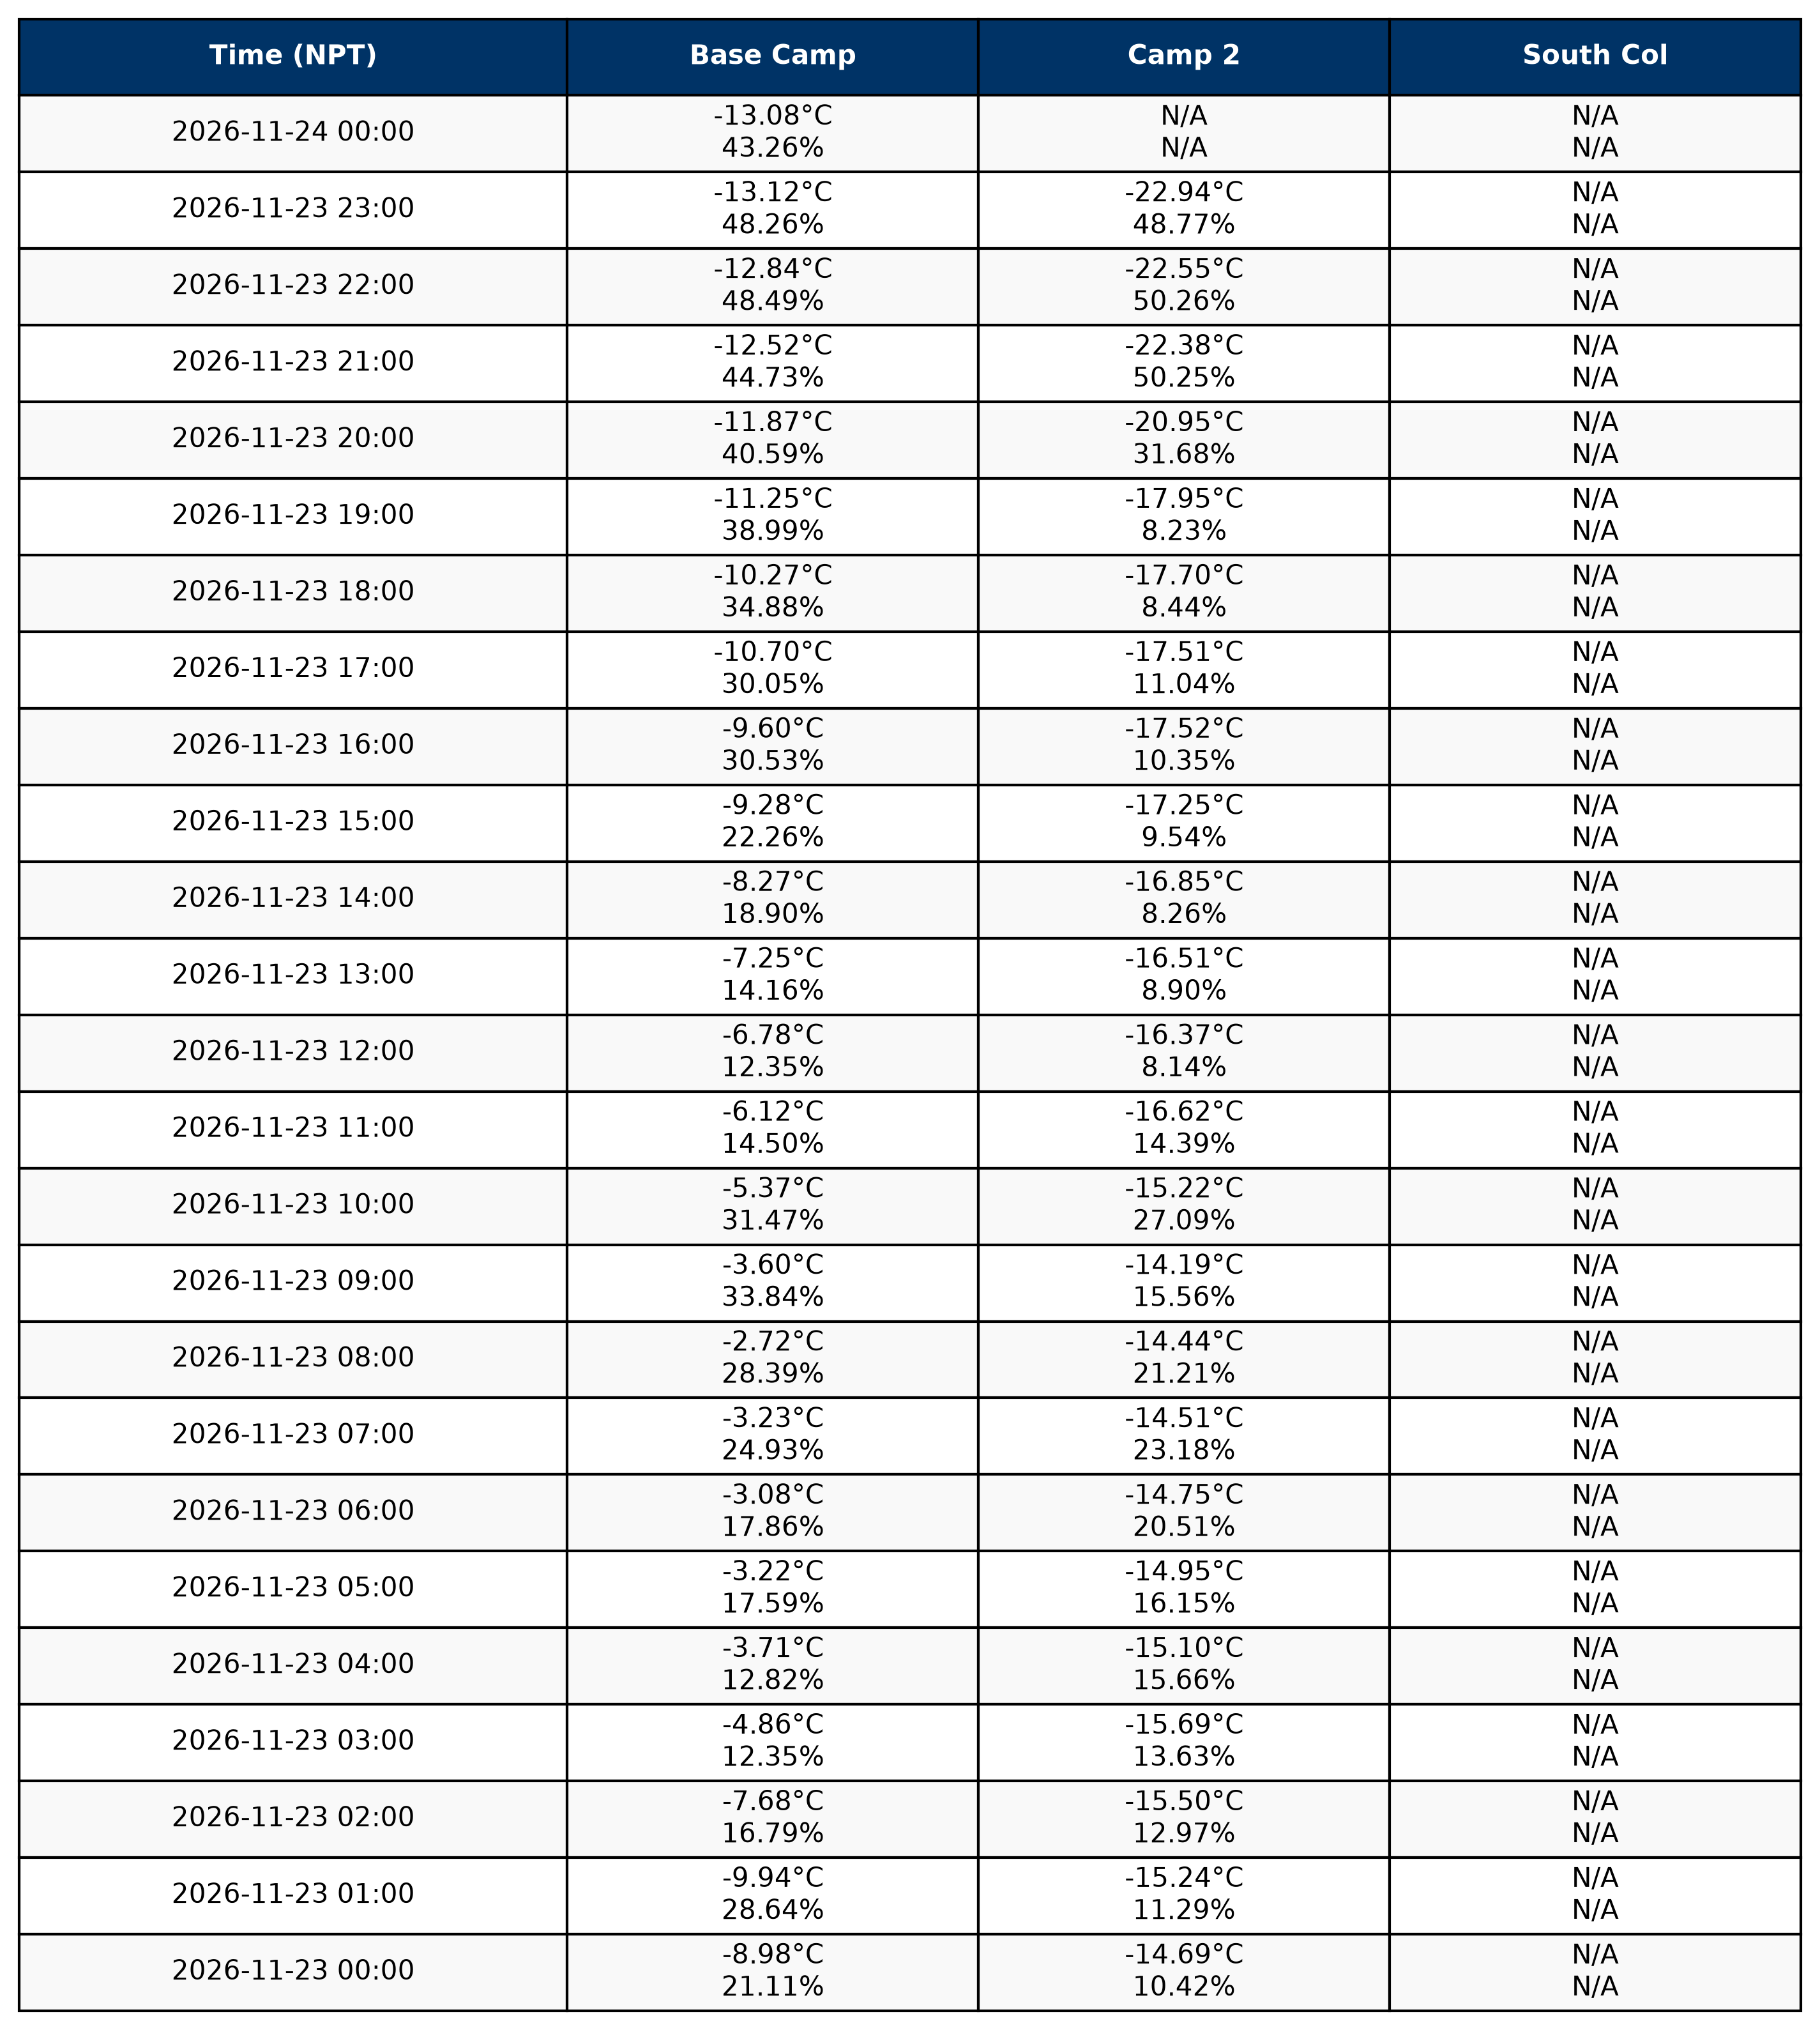 Time (NPT) Base Camp Camp 2 South Col
-13.08°C N/A N/A
2026-11-24 00:00
43.26% N/A N/A
-13.12°C -22.94°C N/A
2026-11-23 23:00
48.26% 48.77% N/A
-12.84°C -22.55°C N/A
2026-11-23 22:00
48.49% 50.26% N/A
-12.52°C -22.38°C N/A
2026-11-23 21:00
44.73% 50.25% N/A
-11.87°C -20.95°C N/A
2026-11-23 20:00
40.59% 31.68% N/A
-11.25°C -17.95°C N/A
2026-11-23 19:00
38.99% 8.23% N/A
-10.27°C -17.70°C N/A
2026-11-23 18:00
34.88% 8.44% N/A
-10.70°C -17.51°C N/A
2026-11-23 17:00
30.05% 11.04% N/A
-9.60°C -17.52°C N/A
2026-11-23 16:00
30.53% 10.35% N/A
-9.28°C -17.25°C N/A
2026-11-23 15:00
22.26% 9.54% N/A
-8.27°C -16.85°C N/A
2026-11-23 14:00
18.90% 8.26% N/A
-7.25°C -16.51°C N/A
2026-11-23 13:00
14.16% 8.90% N/A
-6.78°C -16.37°C N/A
2026-11-23 12:00
12.35% 8.14% N/A
-6.12°C -16.62°C N/A
2026-11-23 11:00
14.50% 14.39% N/A
-5.37°C -15.22°C N/A
2026-11-23 10:00
31.47% 27.09% N/A
-3.60°C -14.19°C N/A
2026-11-23 09:00
33.84% 15.56% N/A
-2.72°C -14.44°C N/A
2026-11-23 08:00
28.39% 21.21% N/A
-3.23°C -14.51°C N/A
2026-11-23 07:00
24.93% 23.18% N/A
-3.08°C -14.75°C N/A
2026-11-23 06:00
17.86% 20.51% N/A
-3.22°C -14.95°C N/A
2026-11-23 05:00
17.59% 16.15% N/A
-3.71°C -15.10°C N/A
2026-11-23 04:00
12.82% 15.66% N/A
-4.86°C -15.69°C N/A
2026-11-23 03:00
12.35% 13.63% N/A
-7.68°C -15.50°C N/A
2026-11-23 02:00
16.79% 12.97% N/A
-9.94°C -15.24°C N/A
2026-11-23 01:00
28.64% 11.29% N/A
-8.98°C -14.69°C N/A
2026-11-23 00:00
21.11% 10.42% N/A